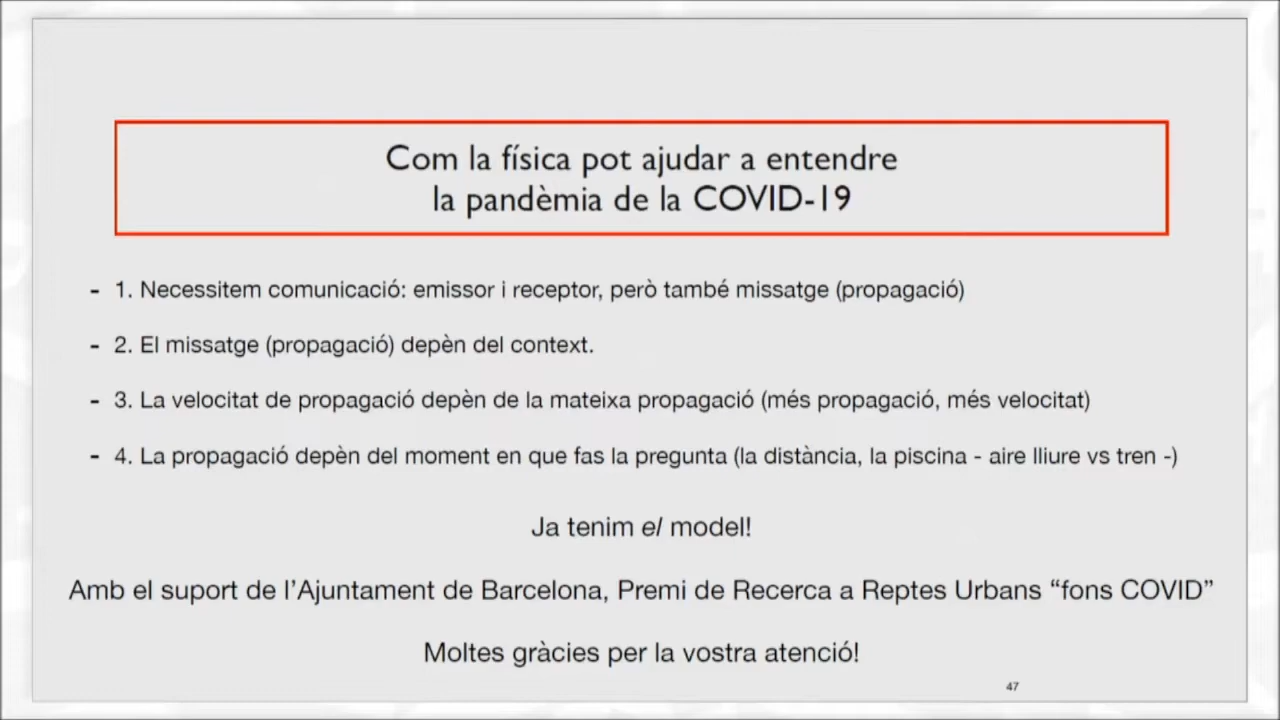 Com la física pot ajudar a entendre
la pandèmia de la COVID-19
- 1. Necessitem comunicació: emissor i receptor, però també missatge (propagació)
- 2. El missatge (propagació) depèn del context.
- 3. La velocitat de propagació depèn de la mateixa propagació (més propagació, més velocitat)
- 4. La propagació depèn del moment en que fas la pregunta (la distància, la piscina - aire lliure vs tren -)
Ja tenim el model!
Amb el suport de l’Ajuntament de Barcelona, Premi de Recerca a Reptes Urbans “fons COVID”
Moltes gràcies per la vostra atenció!
47